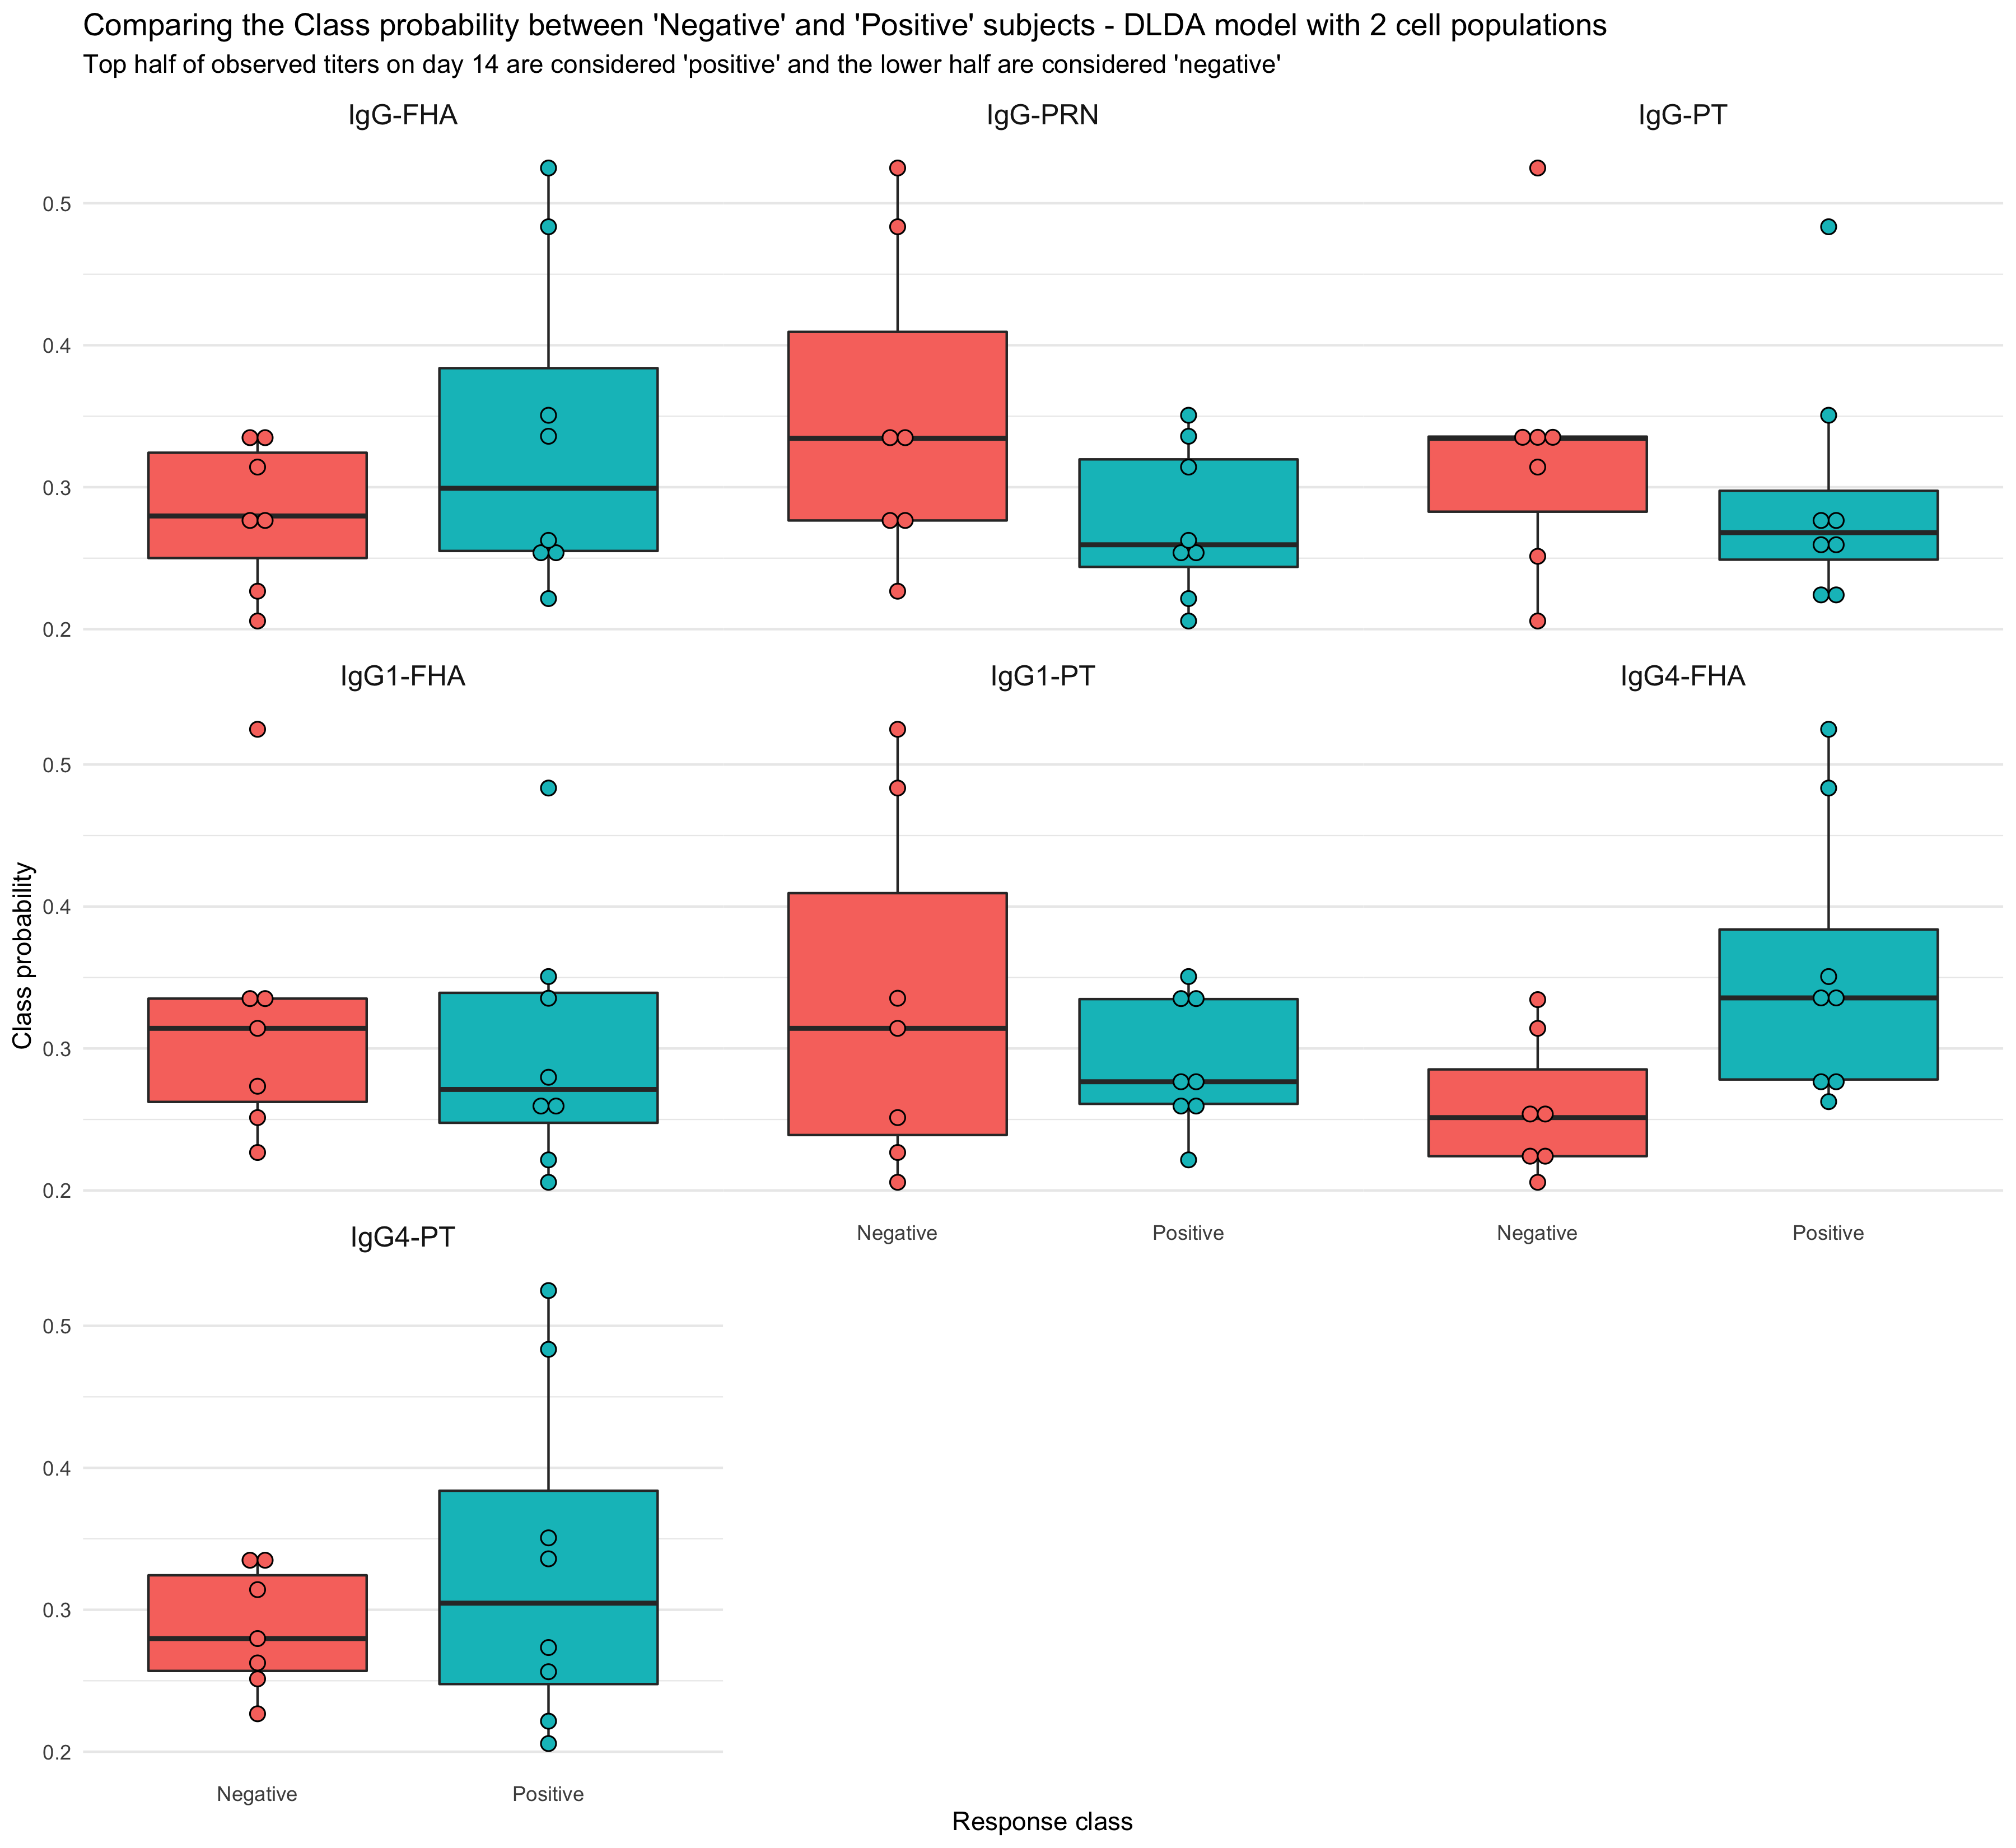 Comparing the Class probability between 'Negative' and 'Positive' subjects - DLDA model with 2 cell populations
Top half of observed titers on day 14 are considered 'positive' and the lower half are considered 'negative'
IgG-FHA
IgG-PRN
IgG-PT
0.5
0.4
0.3
0.2
IgG1-FHA
IgG1-PT
IgG4-FHA
0.5
0.4
0.3
0.2
Class probability
Negative
Positive
Negative
Positive
IgG4-PT
0.5
0.4
0.3
0.2
Negative
Positive
Response class